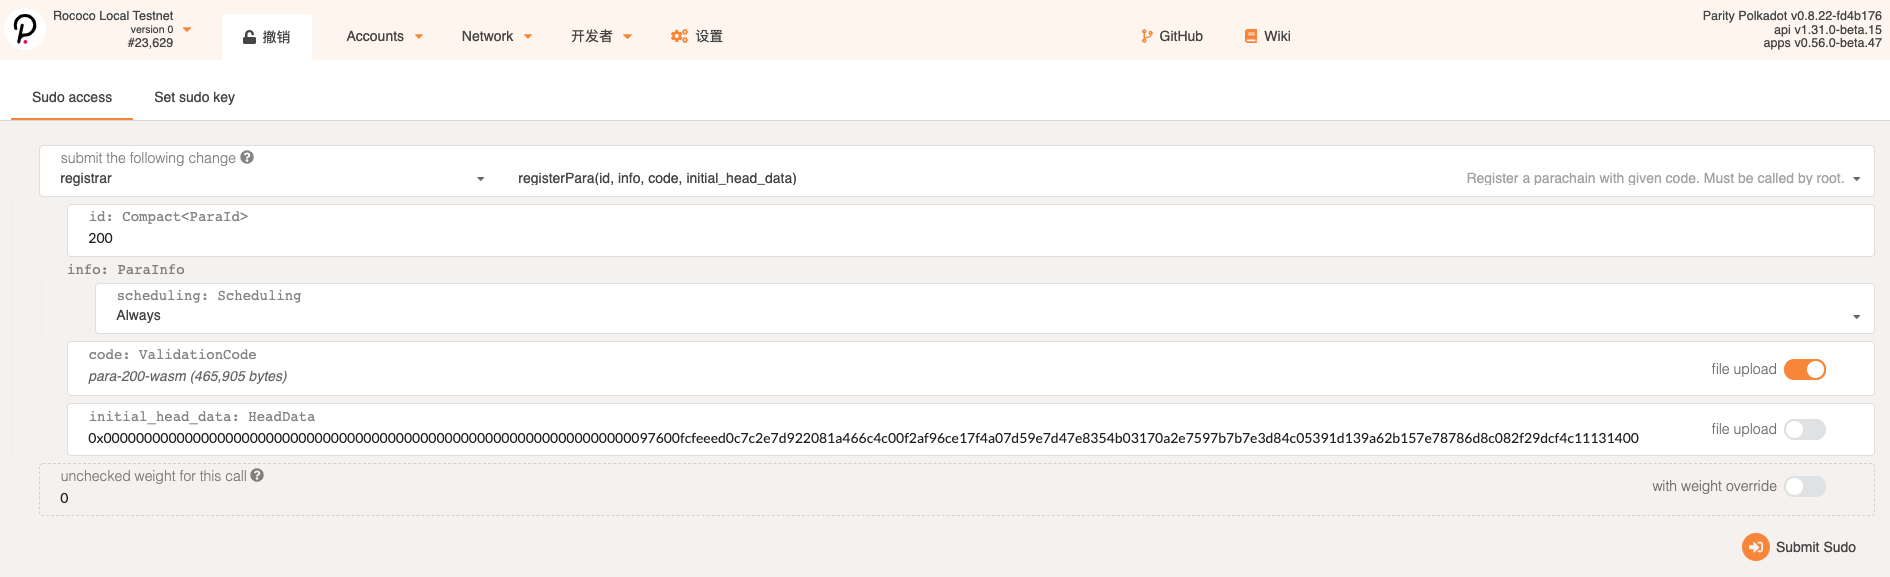 Rococo Local Testnet
version 0
#23,629
撤销
Accounts
Network
开发者
设置
GitHub
Wiki
Parity Polkadot v0.8.22-fd4b176
api v1.31.0-beta.15
apps v0.56.0-beta.47
Sudo access
Set sudo key
submit the following change
registrar
registerPara(id, info, code, initial_head_data)
Register a parachain with given code. Must be called by root.
id: Compact<ParaId>
200
info: ParaInfo
scheduling: Scheduling
Always
code: ValidationCode
para-200-wasm (465,905 bytes)
file upload
initial_head_data: HeadData
file upload
unchecked weight for this call
0
with weight override
Submit Sudo